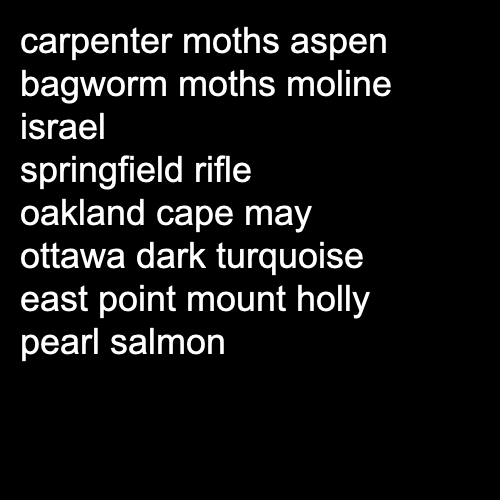 carpenter moths aspen
bagworm moths moline
israel
springfield rifle
oakland cape may
ottawa dark turquoise
east point mount holly
pearl salmon